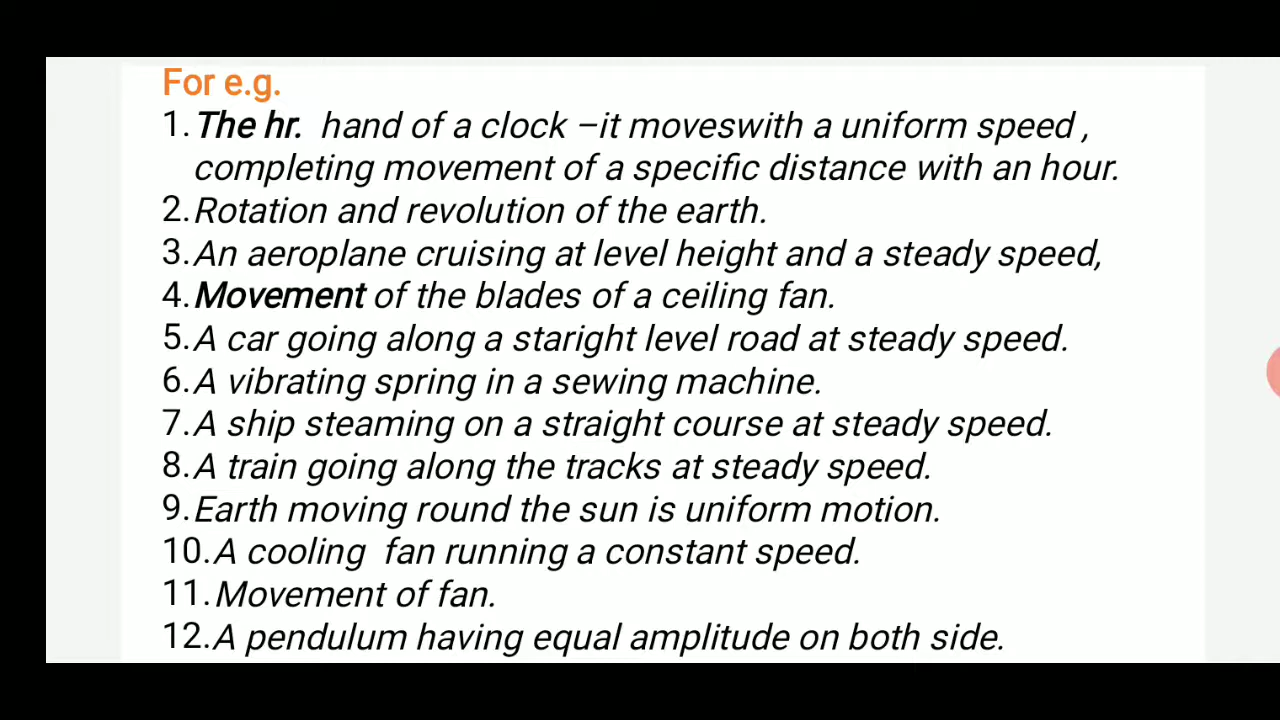 For e.g.
1. The hr. hand of a clock –it moveswith a uniform speed ,
completing movement of a specific distance with an hour.
2. Rotation and revolution of the earth.
3. An aeroplane cruising at level height and a steady speed,
4. Movement of the blades of a ceiling fan.
5. A car going along a staright level road at steady speed.
6. A vibrating spring in a sewing machine.
7. A ship steaming on a straight course at steady speed.
8. A train going along the tracks at steady speed.
9. Earth moving round the sun is uniform motion.
10. A cooling fan running a constant speed.
11. Movement of fan.
12. A pendulum having equal amplitude on both side.